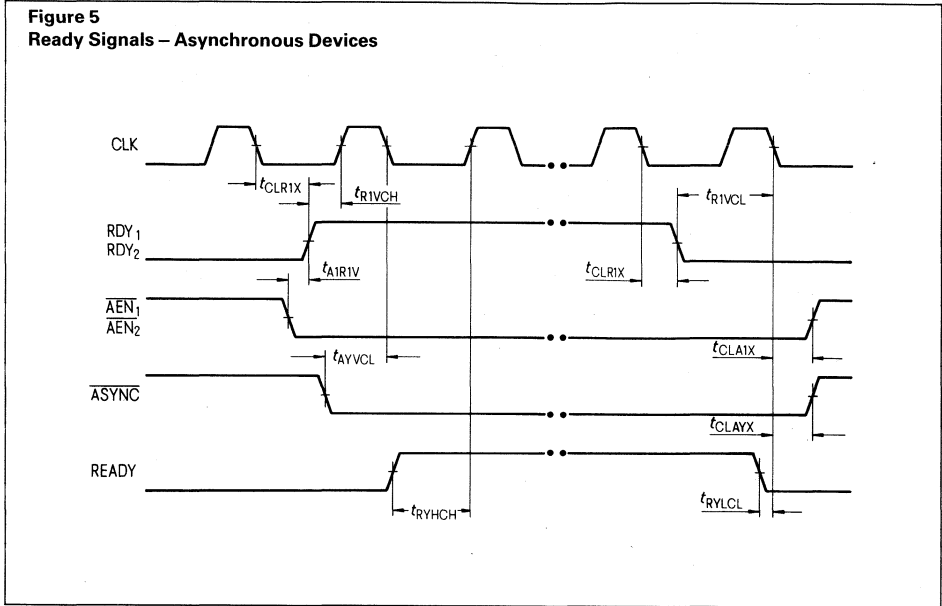 Figure 5
Ready Signals – Asynchronous Devices
CLK
tCLR1X
tR1VCH
tR1VCL
RDY1
RDY2
tA1R1V
tCLR1X
AEN1
AEN2
tAYVCL
tCLA1X
ASYNC
tCLAYX
READY
tRYHCH
tRYLCL